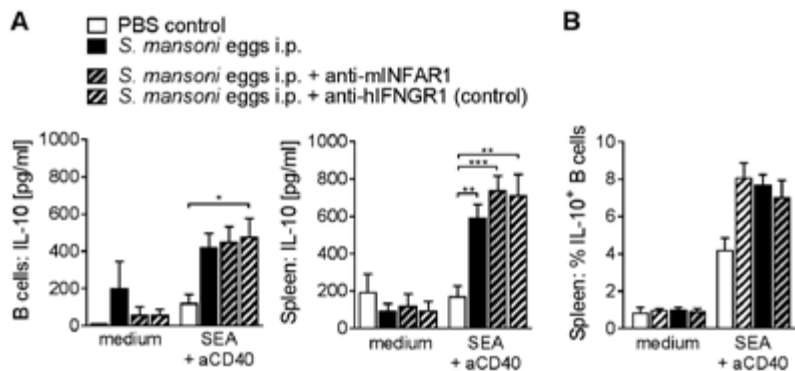 A
PBS control
S. mansoni eggs i.p.
S. mansoni eggs i.p. + anti-mINFAR1
S. mansoni eggs i.p. + anti-hIFNGR1 (control)
B
B cells: IL-10 [pg/ml]
1000
800
600
400
200
0
*
medium
SEA
+ aCD40
Spleen: IL-10 [pg/ml]
1000
800
600
400
200
0
**
***
**
medium
SEA
+ aCD40
Spleen: % IL-10+ B cells
10
8
6
4
2
0
medium
SEA
+ aCD40